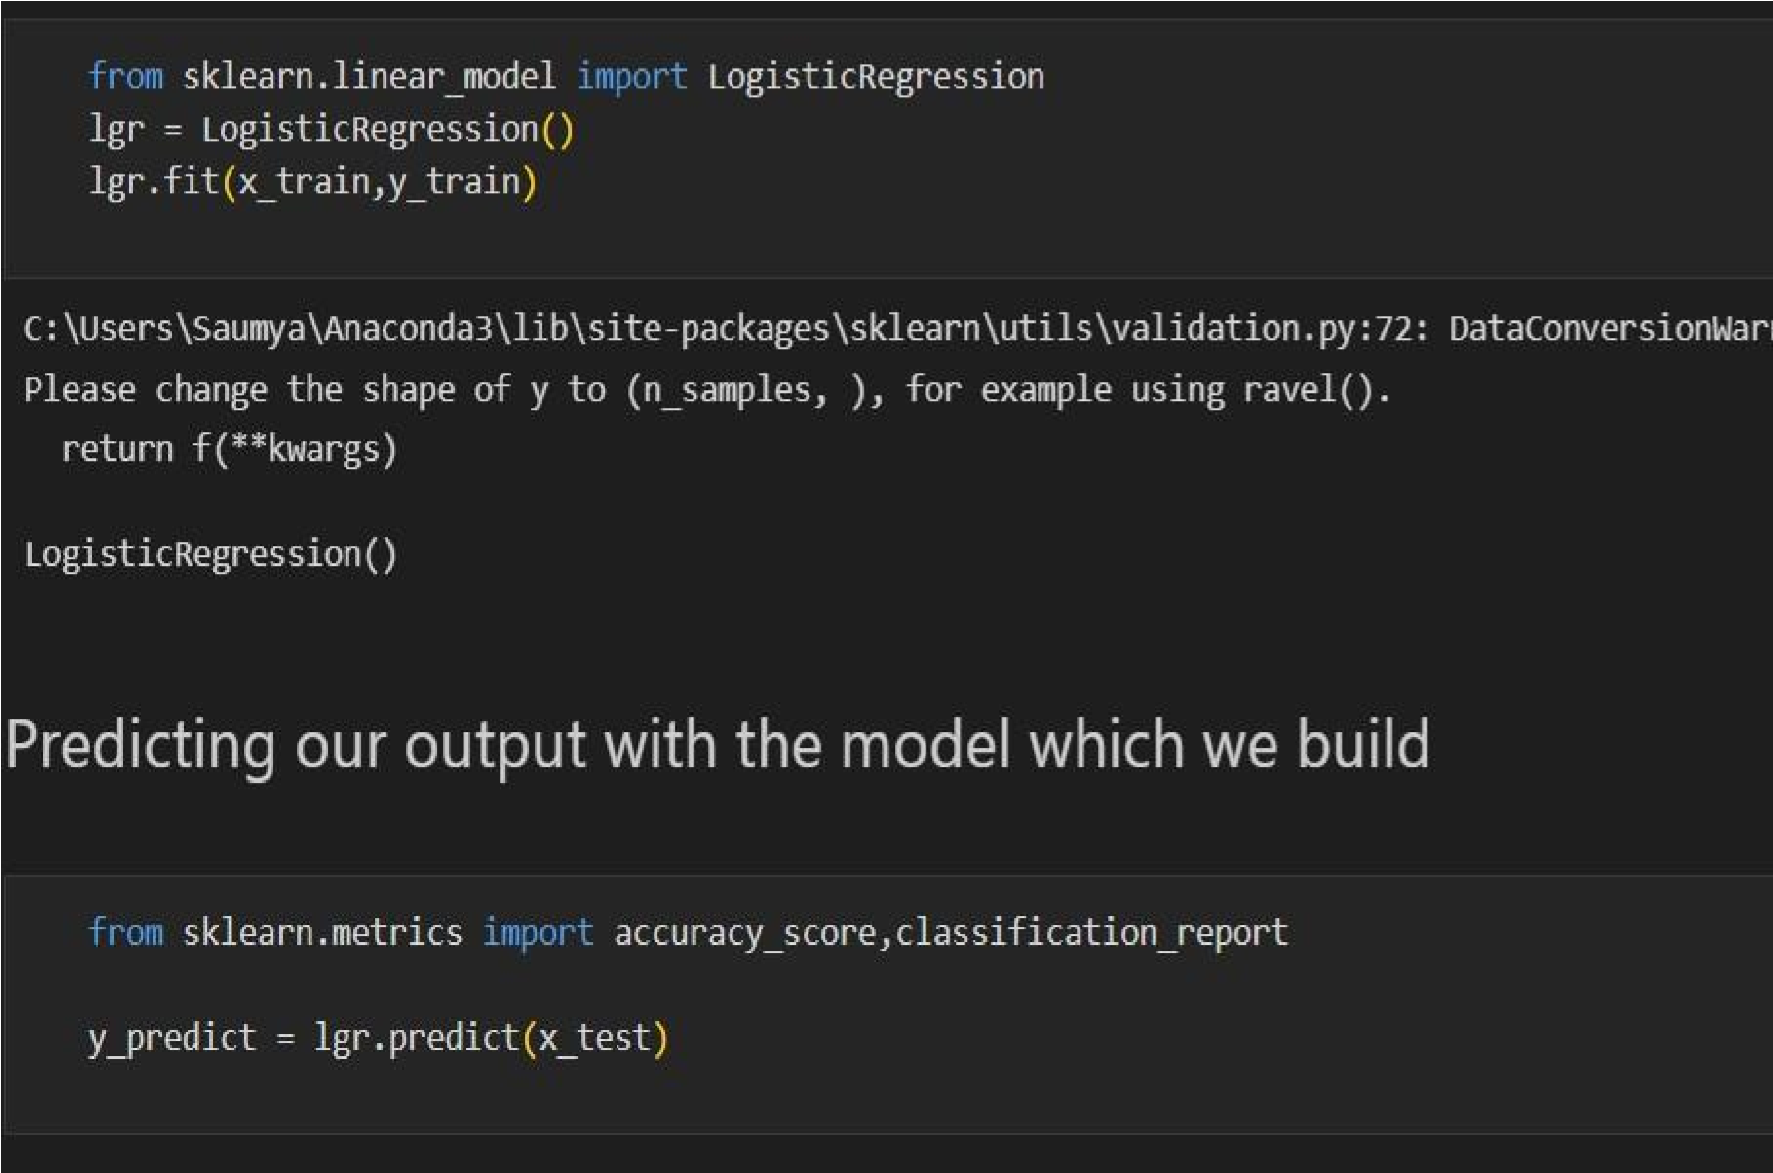 from sklearn.linear_model import LogisticRegression
lgr = LogisticRegression()
lgr.fit(x_train,y_train)
C:\Users\Saumya\Anaconda3\lib\site-packages\sklearn\utils\validation.py:72:
Please change the shape of y to (n_samples, ), for example using ravel().
return f(**kwargs)
LogisticRegression()
Predicting our output with the model which we build
from sklearn.metrics import accuracy_score,classification_report
y_predict = lgr.predict(x_test)